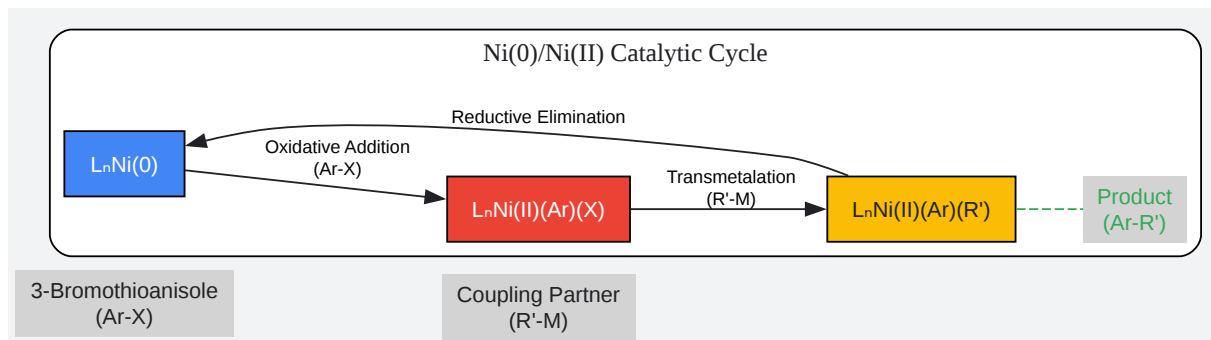 Ni(0)/Ni(II) Catalytic Cycle
Reductive Elimination
Oxidative Addition
(Ar-X)
LₙNi(0)
Transmetalation
(R'-M)
LₙNi(II)(Ar)(X)
LₙNi(II)(Ar)(R')
Product
(Ar-R')
3-Bromothioanisole
(Ar-X)
Coupling Partner
(R'-M)